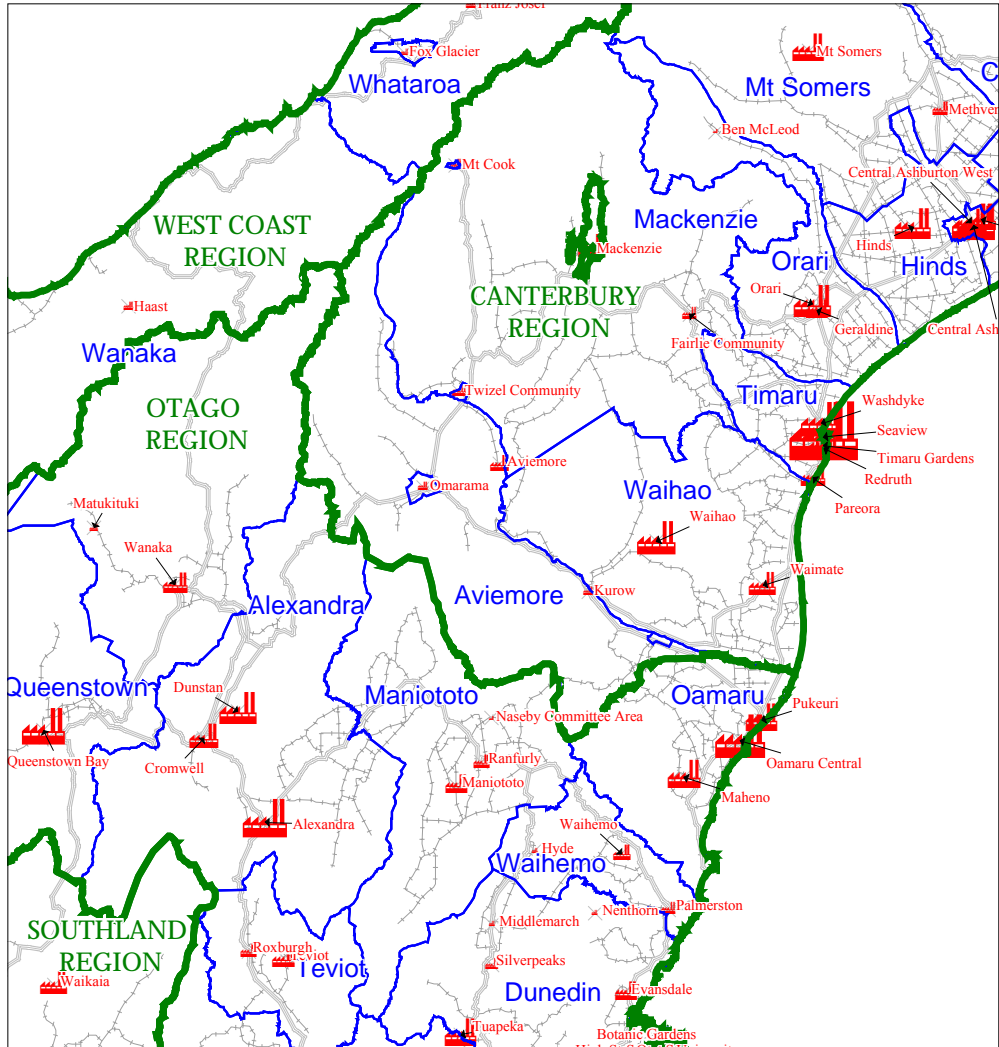 Franz Josef
Fox Glacier
Mt Somers
Whataroa
Mt Somers
Methven
Ben McLeod
Mt Cook
Central Ashburton West
WEST COAST
REGION
Mackenzie
Mackenzie
Hinds
Orari
Hinds
Orari
CANTERBURY
REGION
Haast
Geraldine
Central Ash
Fairlie Community
Wanaka
Twizel Community
Timaru
Washdyke
OTAGO
REGION
Seaview
Timaru Gardens
Aviemore
Redruth
Omarama
Waihao
Pareora
Matukituki
Waihao
Wanaka
Waimate
Alexandra
Aviemore
Kurow
Queenstown
Dunstan
Maniototo
Oamaru
Pukeuri
Naseby Committee Area
Queenstown Bay
Cromwell
Ranfurly
Oamaru Central
Maniototo
Maheno
Alexandra
Waihemo
Hyde
Waihemo
Nenthorn
Palmerston
Middlemarch
SOUTHLAND
REGION
Roxburgh
Teviot
Teviot
Silverpeaks
Waikaia
Dunedin
Evansdale
Tuapeka
Botanic Gardens